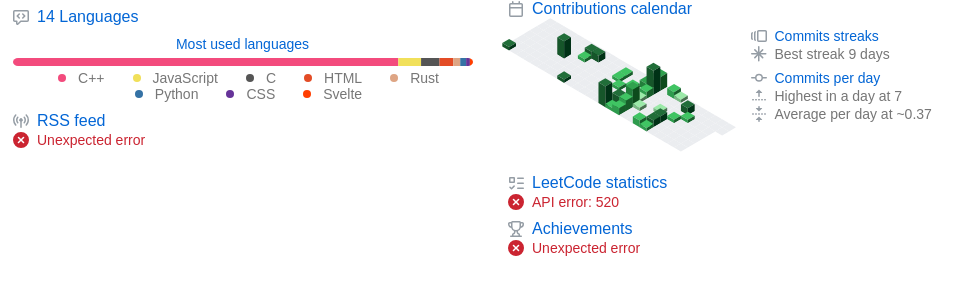 14 Languages
Most used languages
C++ JavaScript C HTML Rust
Python CSS Svelte
RSS feed
Unexpected error
Contributions calendar
Commits streaks
Best streak 9 days
Commits per day
Highest in a day at 7
Average per day at ~0.37
LeetCode statistics
API error: 520
Achievements
Unexpected error